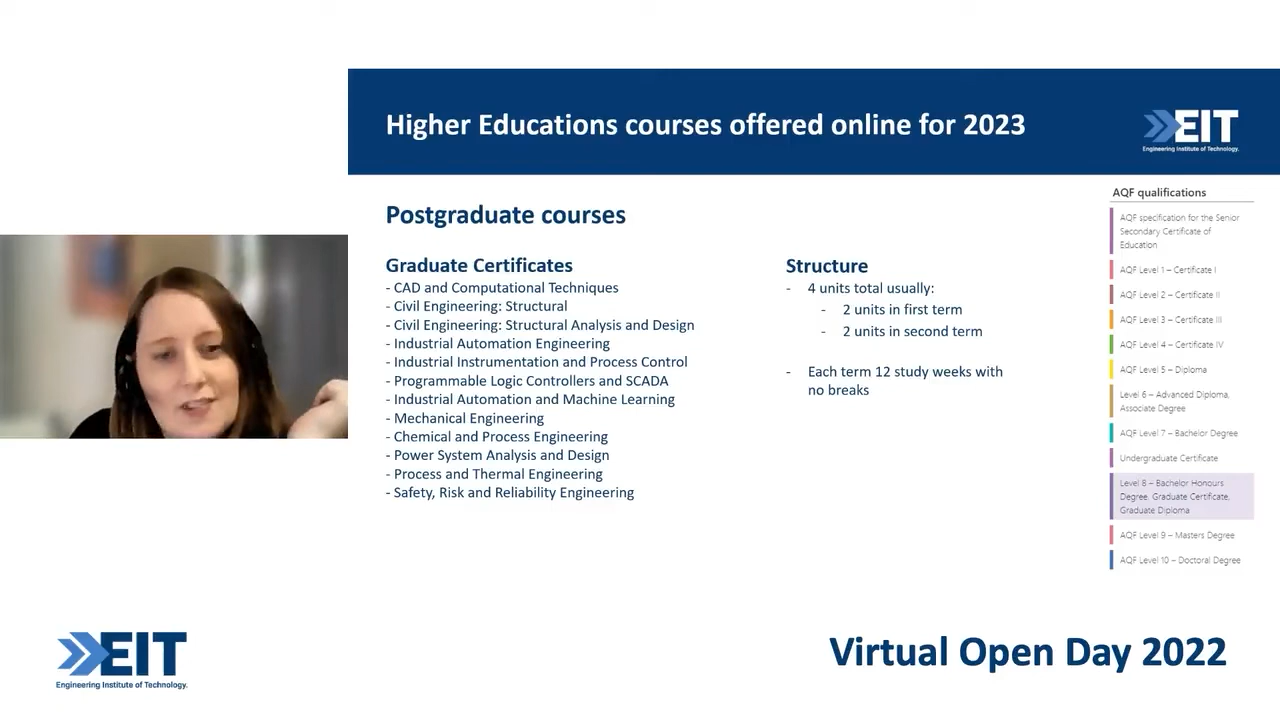 Higher Educations courses offered online for 2023
EIT
Engineering Institute of Technology.
Postgraduate courses
Graduate Certificates
- CAD and Computational Techniques
- Civil Engineering: Structural
- Civil Engineering: Structural Analysis and Design
- Industrial Automation Engineering
- Industrial Instrumentation and Process Control
- Programmable Logic Controllers and SCADA
- Industrial Automation and Machine Learning
- Mechanical Engineering
- Chemical and Process Engineering
- Power System Analysis and Design
- Process and Thermal Engineering
- Safety, Risk and Reliability Engineering
Structure
- 4 units total usually:
- 2 units in first term
- 2 units in second term
- Each term 12 study weeks with
no breaks
AQF qualifications
AQF specification for the Senior
Secondary Certificate of
Education
AQF Level 1 – Certificate I
AQF Level 2 – Certificate II
AQF Level 3 – Certificate III
AQF Level 4 – Certificate IV
AQF Level 5 – Diploma
Level 6 – Advanced Diploma,
Associate Degree
AQF Level 7 – Bachelor Degree
Undergraduate Certificate
Level 8 – Bachelor Honours
Degree, Graduate Certificate,
Graduate Diploma
AQF Level 9 – Masters Degree
AQF Level 10 – Doctoral Degree
EIT
Engineering Institute of Technology.
Virtual Open Day 2022